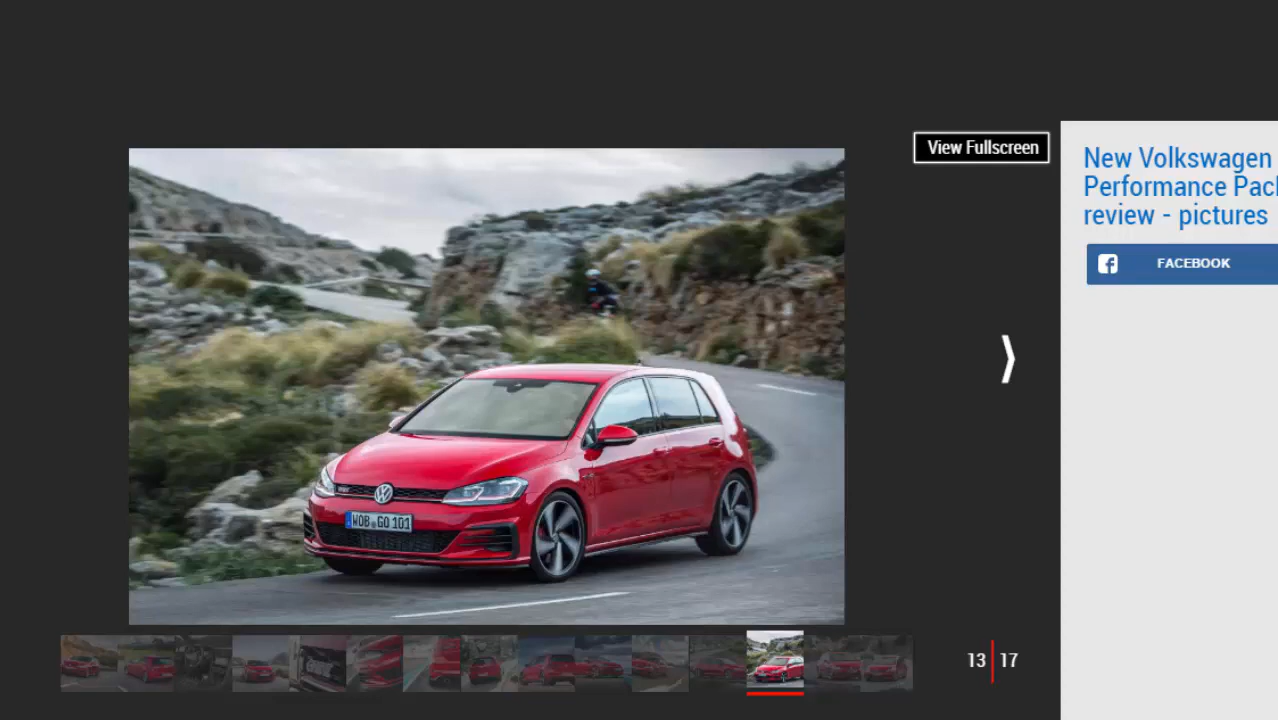 View Fullscreen
New Volkswagen
Performance Pac
review - pictures
FACEBOOK
WOB GO 101
13 17